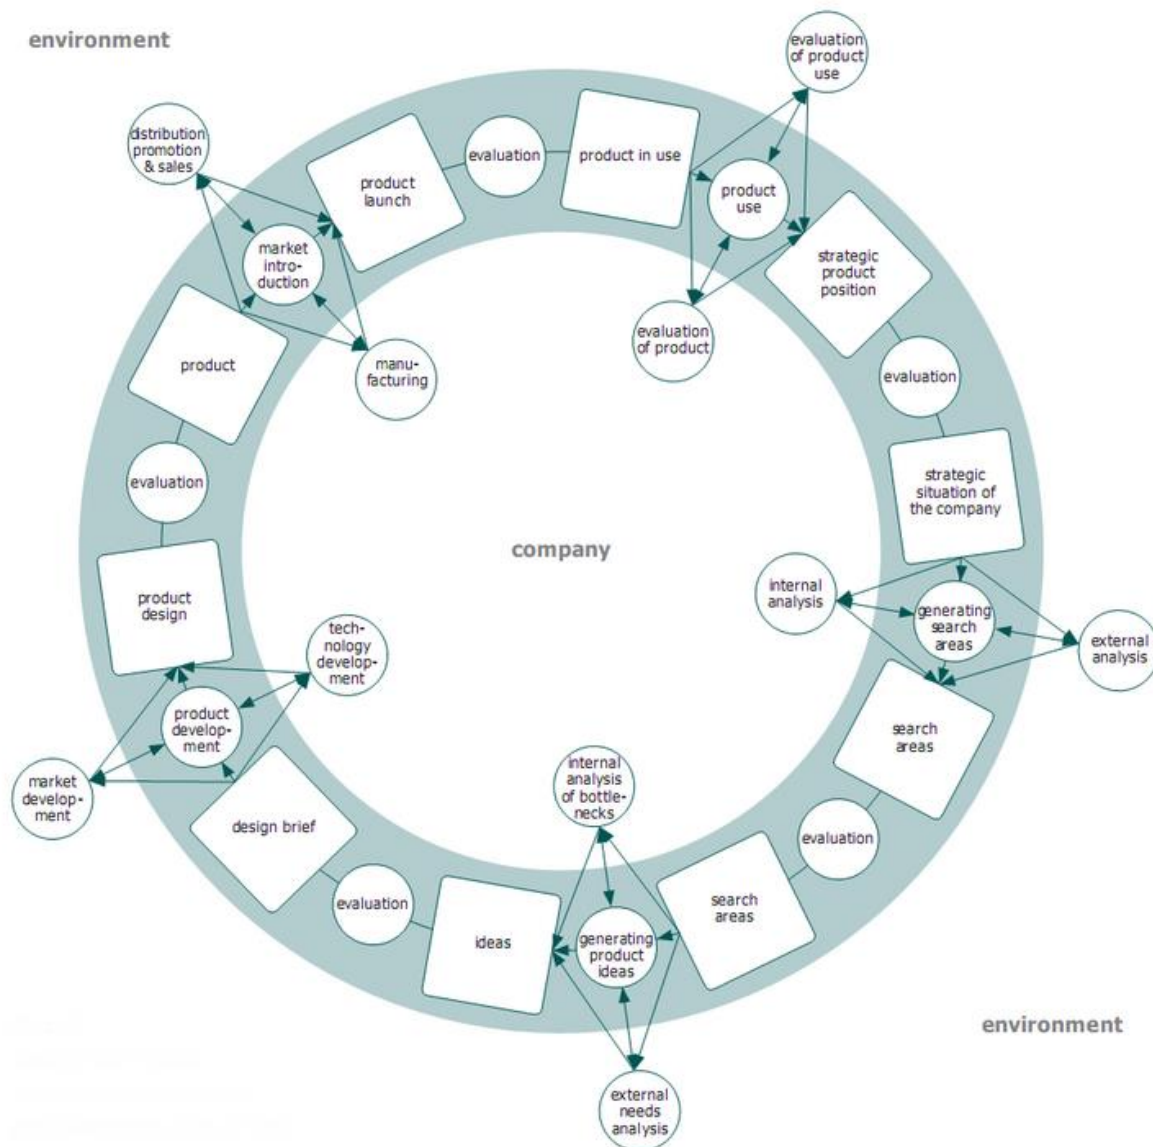 environment
evaluation
of product
use
distribution
promotion
& sales
product
launch
evaluation
product in use
product
use
market
intro-
duction
strategic
product
position
product
evaluation
of product
manu-
facturing
evaluation
evaluation
strategic
situation of
the company
company
product
design
internal
analysis
generating
search
areas
external
analysis
tech-
nology
develop-
ment
product
develop-
ment
search
areas
market
develop-
ment
internal
analysis
of bottle-
necks
design brief
evaluation
search
areas
evaluation
ideas
generating
product
ideas
environment
external
needs
analysis